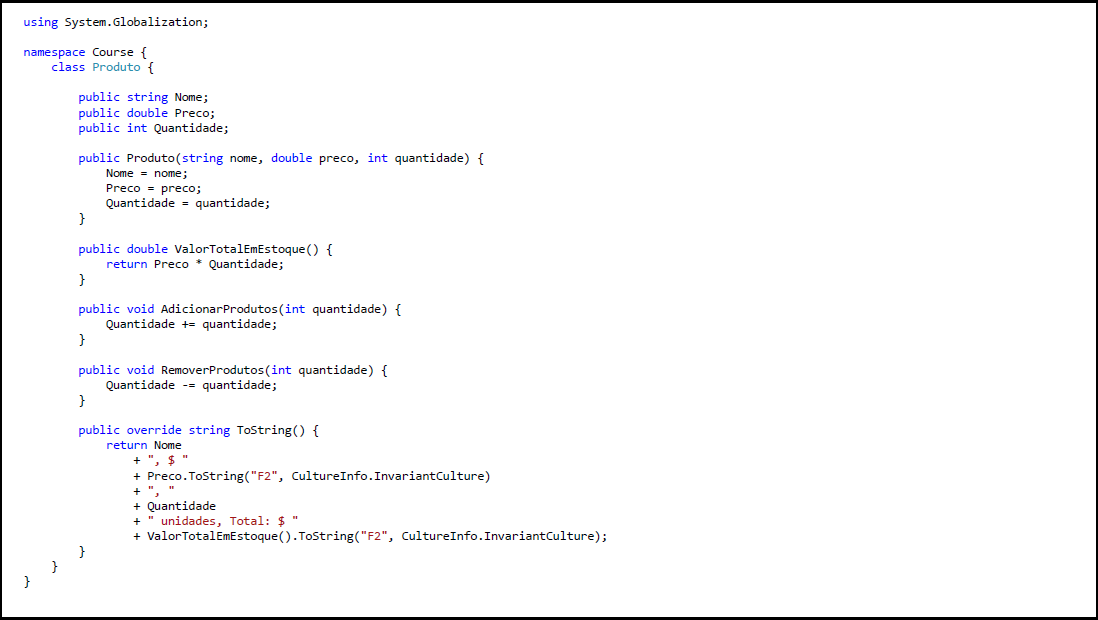 using System.Globalization;
namespace Course {
class Produto {
public string Nome;
public double Preco;
public int Quantidade;
public Produto(string nome, double preco, int quantidade) {
Nome = nome;
Preco = preco;
Quantidade = quantidade;
}
public double ValorTotalEmEstoque() {
return Preco * Quantidade;
}
public void AdicionarProdutos(int quantidade) {
Quantidade += quantidade;
}
public void RemoverProdutos(int quantidade) {
Quantidade -= quantidade;
}
public override string ToString() {
return Nome
+ ", $ "
+ Preco.ToString("F2", CultureInfo.InvariantCulture)
+ ", "
+ Quantidade
+ " unidades, Total: $ "
+ ValorTotalEmEstoque().ToString("F2", CultureInfo.InvariantCulture);
}
}
}